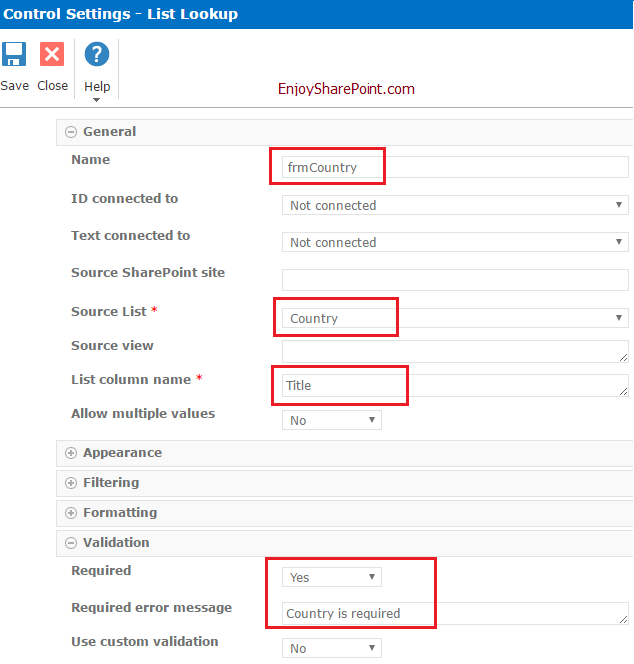 Control Settings - List Lookup
Save Close Help
EnjoySharePoint.com
General
Name frmCountry
ID connected to Not connected
Text connected to Not connected
Source SharePoint site
Source List * Country
Source view
List column name * Title
Allow multiple values No
Appearance
Filtering
Formatting
Validation
Required Yes
Required error message Country is required
Use custom validation No